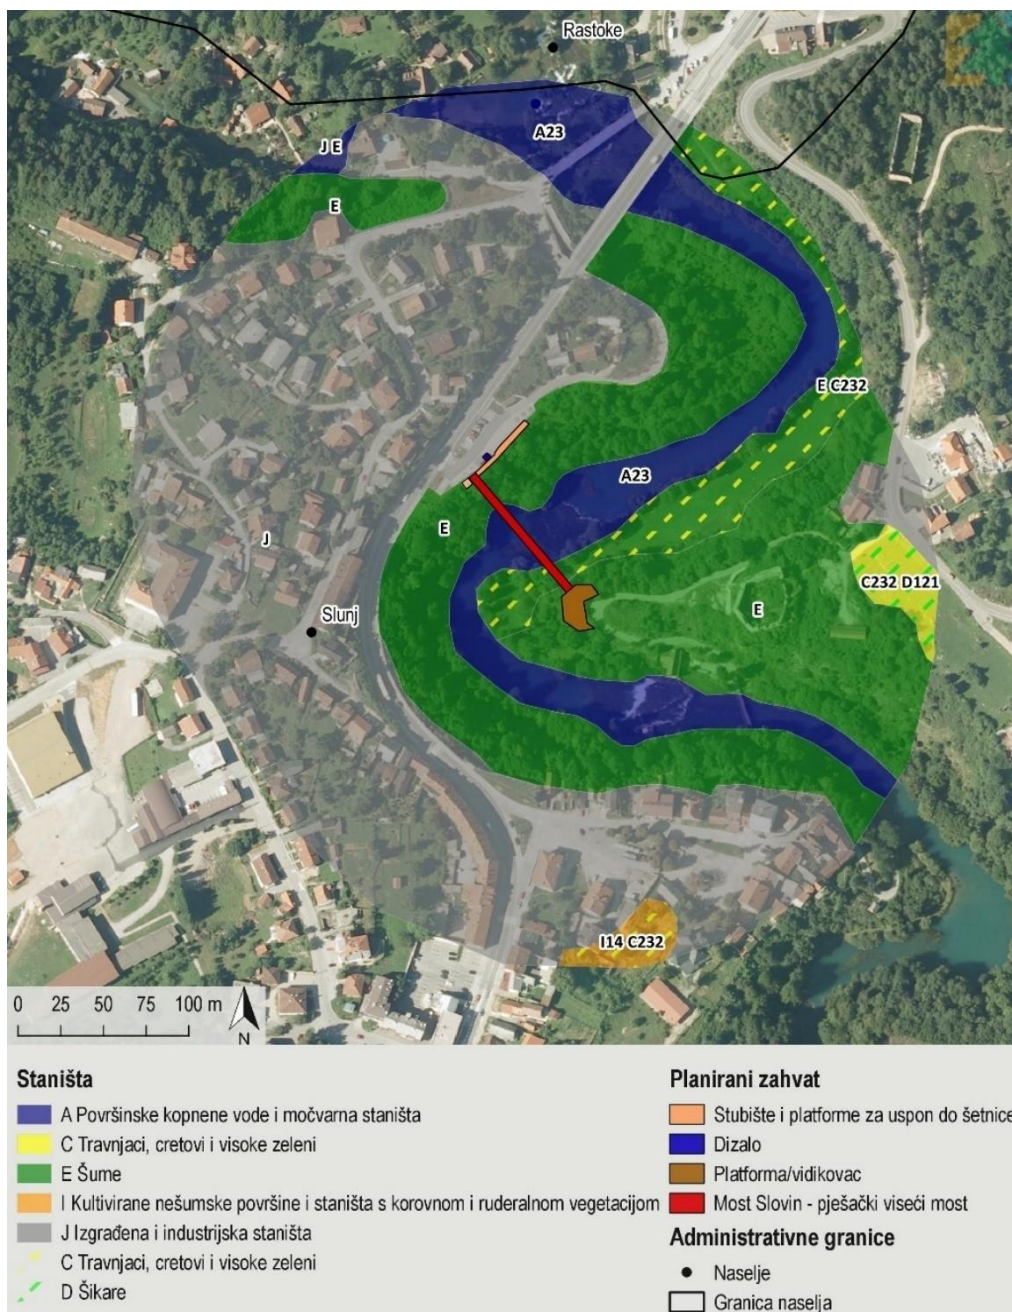 Rastoke
A23
J E
E
E C232
A23
E
J
C232 D121
E
Slunj
I14 C232
0 25 50 75 100 m
N
Staništa
A Površinske kopnene vode i močvarna staništa
C Travnjaci, cretovi i visoke zeleni
E Šume
I Kultivirane nešumske površine i staništa s korovnom i ruderalnom vegetacijom
J Izgrađena i industrijska staništa
C Travnjaci, cretovi i visoke zeleni
D Šikare
Planirani zahvat
Stubište i platforme za uspon do šetnice
Dizalo
Platforma/vidikovac
Most Slovin - pješački viseći most
Administrativne granice
Naselje
Granica naselja